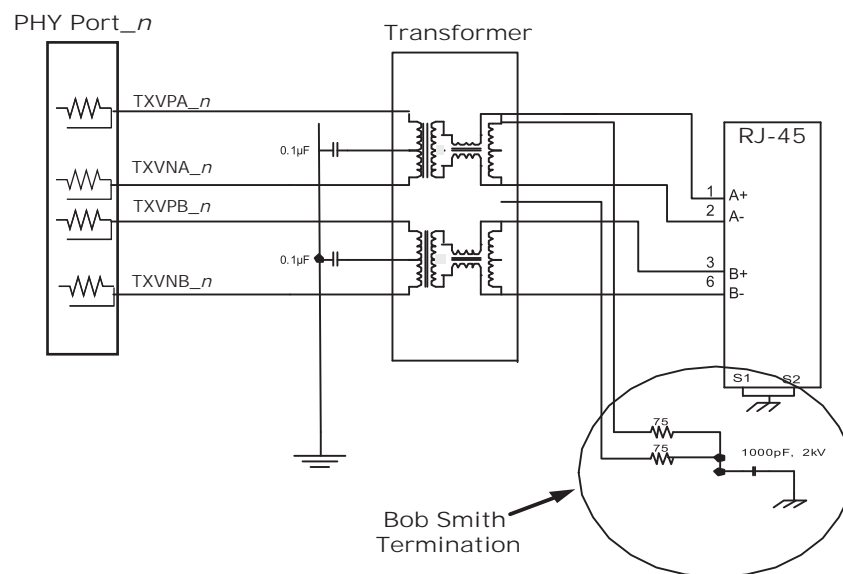 PHY Port_n
Transformer
TXVPA_n
RJ-45
0.1µF
TXVNA_n
1
A+
2
A-
TXVPB_n
0.1µF
3
B+
6
B-
TXVNB_n
S1
S2
75
75
1000pF, 2kV
Bob Smith
Termination